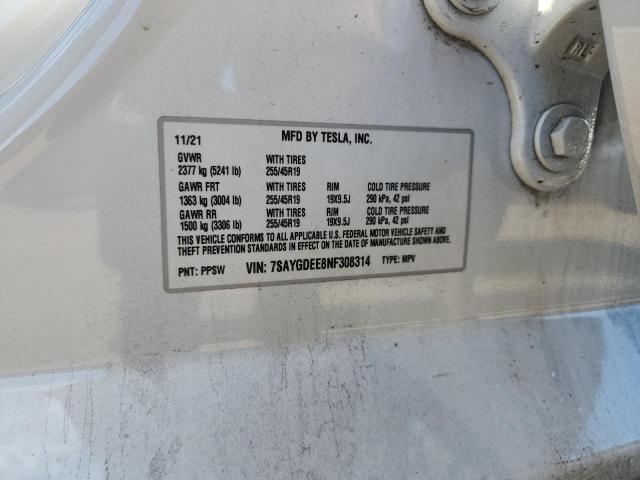 11/21 MFD BY TESLA, INC.
GVWR WITH TIRES
2377 kg (5241 lb) 255/45R19
GAWR FRT WITH TIRES RIM COLD TIRE PRESSURE
1363 kg (3004 lb) 255/45R19 19X9.5J 290 kPa, 42 psi
GAWR RR WITH TIRES RIM COLD TIRE PRESSURE
1500 kg (3306 lb) 255/45R19 19X9.5J 290 kPa, 42 psi
THIS VEHICLE CONFORMS TO ALL APPLICABLE U.S. FEDERAL MOTOR VEHICLE SAFETY AND
THEFT PREVENTION STANDARDS IN EFFECT ON THE DATE OF MANUFACTURE SHOWN ABOVE.
PNT: PPSW VIN: 7SAYGDEE8NF308314 TYPE: MPV